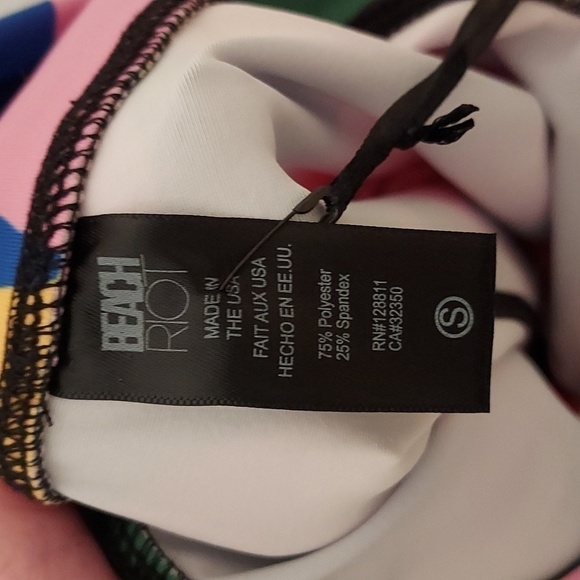 BEACH
RIOT
MADE IN
THE USA
FAIT AUX USA
HECHO EN EE.UU.
75% Polyester
25% Spandex
RN#128811
CA#32350
S